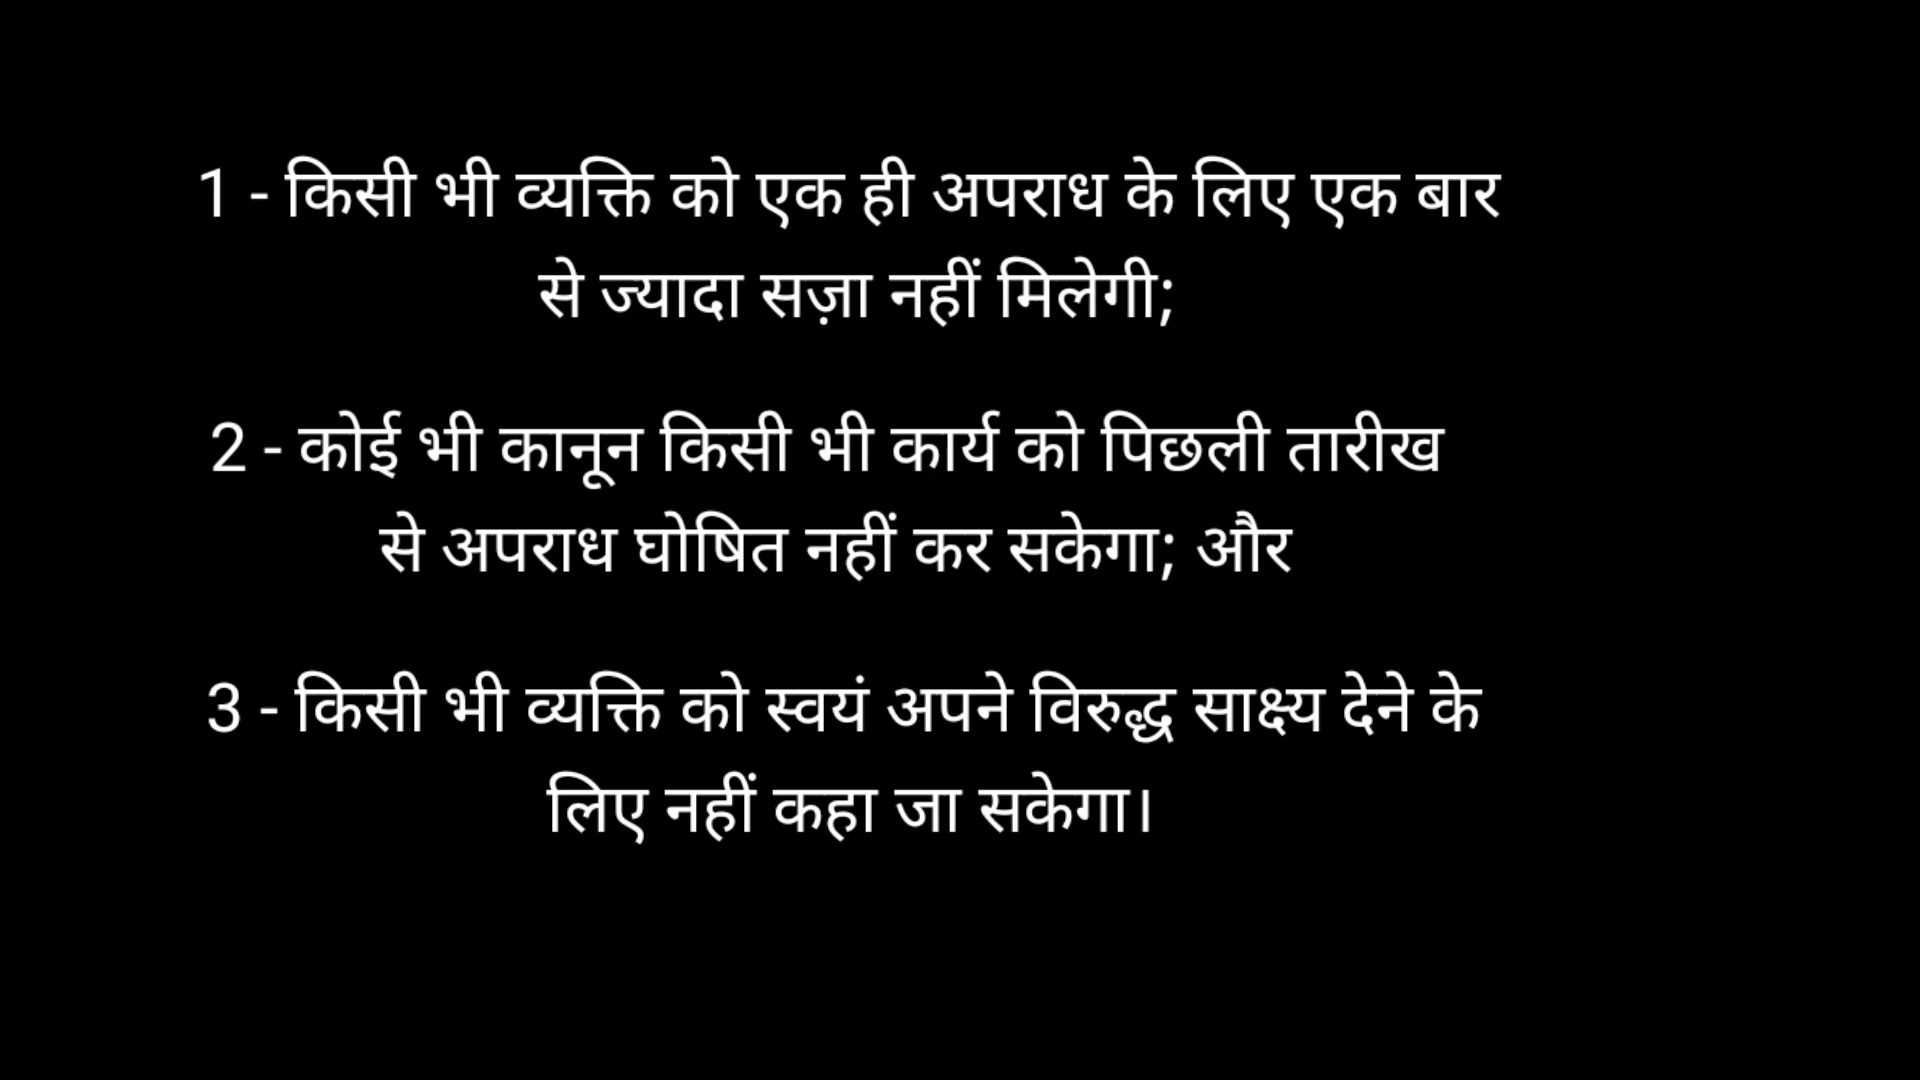 1 - किसी भी व्यक्ति को एक ही अपराध के लिए एक बार
से ज्यादा सज़ा नहीं मिलेगी;
2 - कोई भी कानून किसी भी कार्य को पिछली तारीख
से अपराध घोषित नहीं कर सकेगा; और
3 - किसी भी व्यक्ति को स्वयं अपने विरुद्ध साक्ष्य देने के
लिए नहीं कहा जा सकेगा।